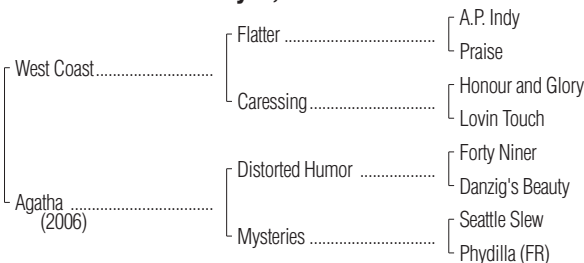 A.P. Indy
Flatter ........................................
Praise
West Coast...............................
Honour and Glory
Caressing..................................
Lovin Touch
Forty Niner
Distorted Humor ....................
Danzig's Beauty
Agatha ......................................
(2006)
Seattle Slew
Mysteries .................................
Phydilla (FR)